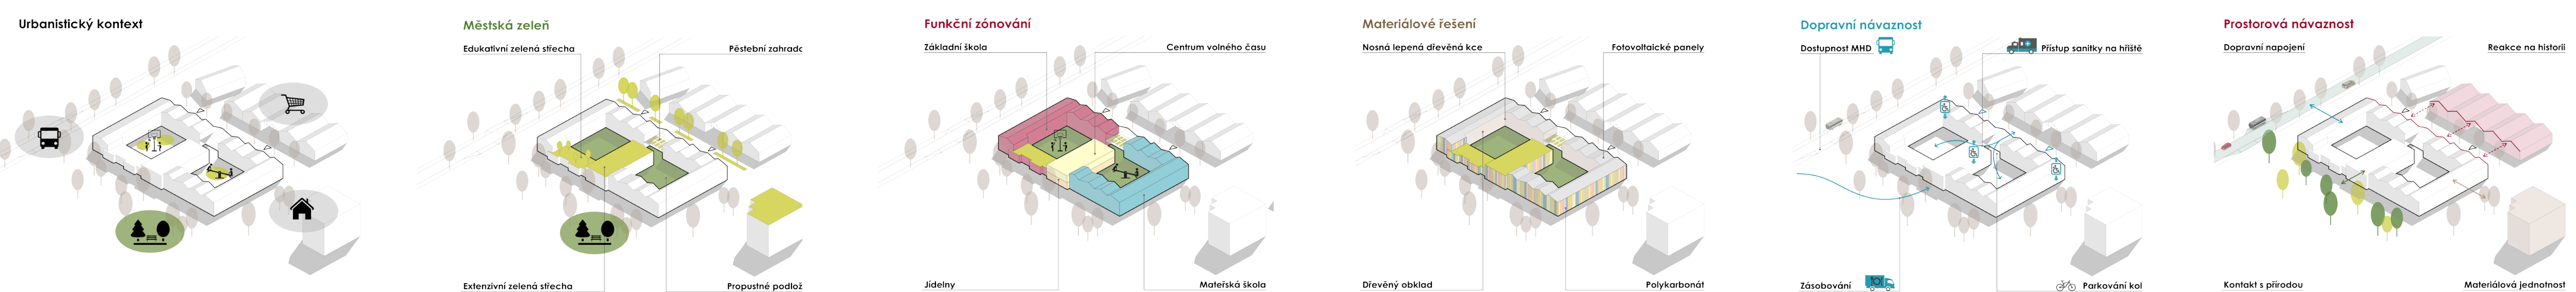 Urbanistický kontext
Městská zeleň
Edukativní zelená střecha
Pěstební zahrada
Extenzivní zelená střecha
Propustné podlož
Funkční zónování
Základní škola
Centrum volného času
Jídelny
Mateřská škola
Materiálové řešení
Nosná lepená dřevěná kce
Fotovoltaické panely
Dřevěný obklad
Polykarbonát
Dopravní návaznost
Dostupnost MHD
Přístup sanitky na hřiště
Zásobování
Parkování kol
Prostorová návaznost
Dopravní napojení
Reakce na historii
Kontakt s přírodou
Materiálová jednotnost